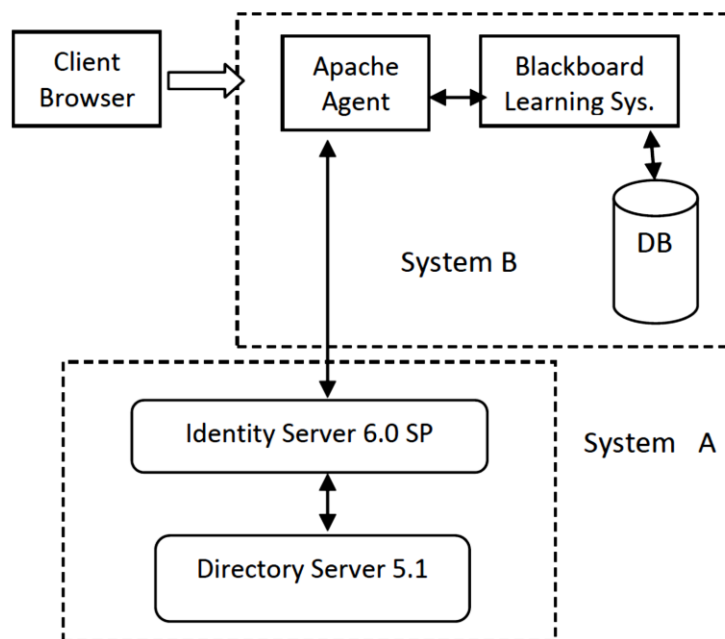 Client
Browser
Apache
Agent
Blackboard
Learning Sys.
DB
System B
Identity Server 6.0 SP
System A
Directory Server 5.1